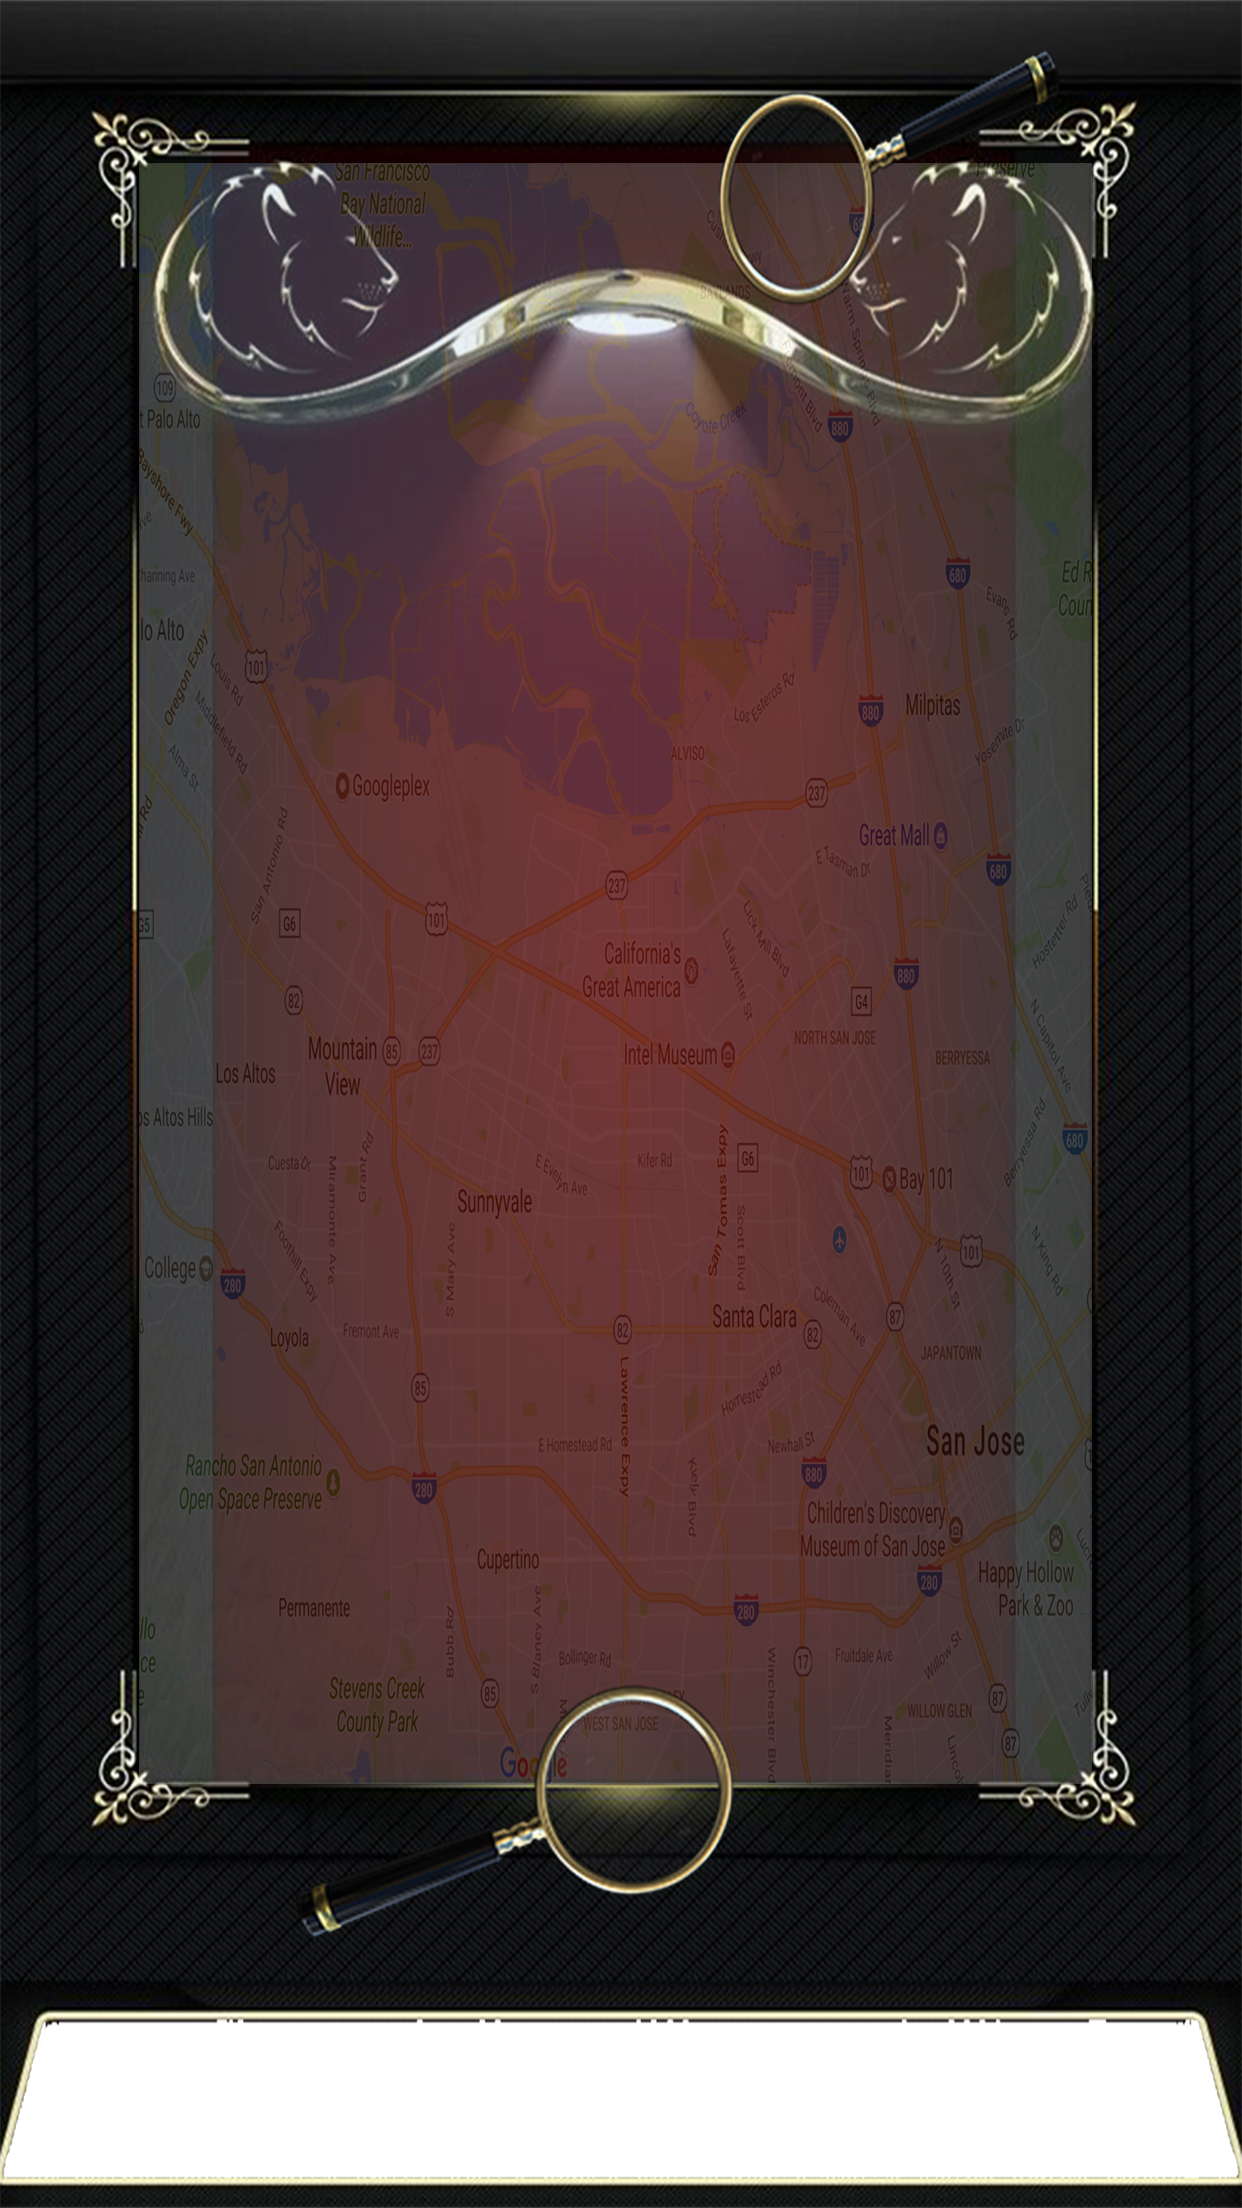 San Francisco
Bay National
Wildlife...
Preserve
680
BAYLANDS
109
t Palo Alto
Coyote Creek
880
Bayshore Fwy
Warm Springs Blvd
680
Ed R
Coun
Channing Ave
Evans Rd
lo Alto
Oregon Expy
101
Louis Rd
Middlefield Rd
Los Esteros Rd
880
Milpitas
Yosemite Dr
Alma St
ALVISO
Googleplex
237
Great Mall
E Tasman Dr
San Antonio Rd
237
680
G5
G6
101
Lick Mill Blvd
Lafayette St
Hostetter Rd
California's
Great America
880
82
G4
N Capitol Ave
Mountain
View
85
237
Intel Museum
NORTH SAN JOSE
BERRYESSA
Los Altos
os Altos Hills
680
Berryessa Rd
Cuesta Dr
Miramonte Ave
Grant Rd
E Evelyn Ave
Kifer Rd
San Tomas Expy
G6
101
Bay 101
Sunnyvale
Scott Blvd
College
280
Foothill Expy
S Mary Ave
101
N 10th St
N King Rd
Loyola
Fremont Ave
82
Santa Clara
82
Coleman Ave
87
JAPANTOWN
85
Lawrence Expy
Homestead Rd
E Homestead Rd
Newhall St
San Jose
Rancho San Antonio
Open Space Preserve
280
Kiely Blvd
880
Children's Discovery
Museum of San Jose
Cupertino
Happy Hollow
Park & Zoo
280
Permanente
280
llo
ce
e
Bubb Rd
S Blaney Ave
Bollinger Rd
Winchester Blvd
17
Fruitdale Ave
Willow St
Stevens Creek
County Park
85
WEST SAN JOSE
87
WILLOW GLEN
87
Meridian
Lincol
Google